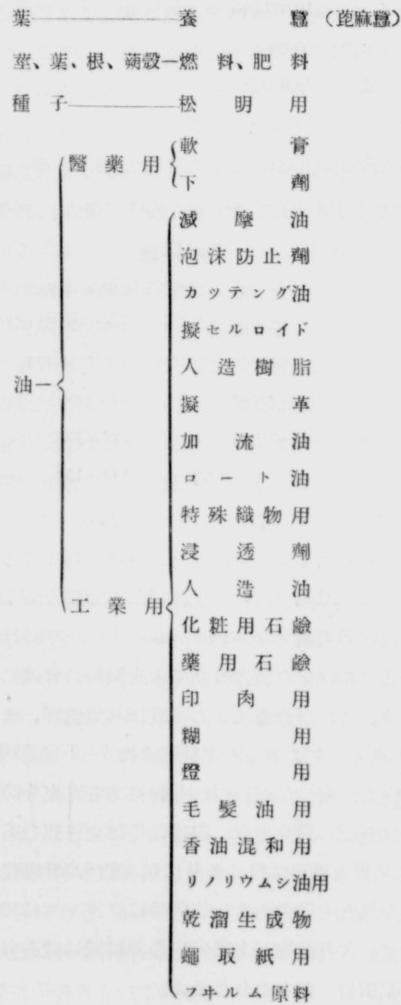 葉 養 蠶 (萞麻蠶)
莖、葉、根、蒴殼—燃料、肥料
種子————松明用
油
醫藥用
軟膏
下劑
工業用
減摩油
泡沫防止劑
カッテング油
擬セルロイド
人造樹脂
擬革
加流油
ロート油
特殊織物用
浸透劑
人造油
化粧用石鹼
藥用石鹼
印肉用
糊用
燈用
毛髮油用
香油混和用
リノリウムシ油用
乾溜生成物
蠅取紙用
フヰルム原料